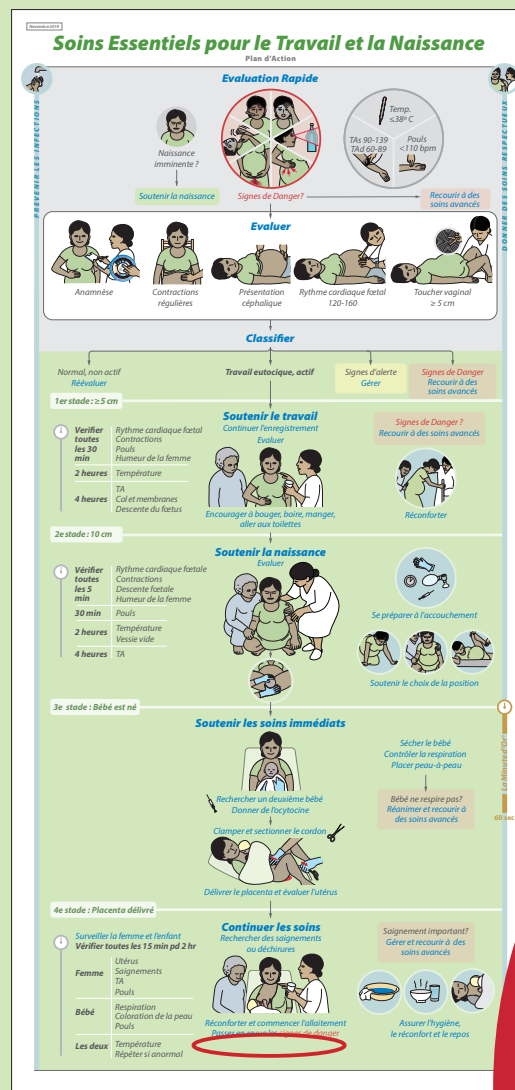 Novembre 2019
Soins Essentiels pour le Travail et la Naissance
Plan d'Action
PRÉVENIR LES INFECTIONS
DONNER DES SOINS RESPECTUEUX
Evaluation Rapide
Naissance
imminente ?
Temp.
≤38º C
TAs 90-139
TAd 60-89
Pouls
<110 bpm
Soutenir la naissance
Signes de Danger?
Recourir à des
soins avancés
Evaluer
Anamnèse
Contractions
régulières
Présentation
céphalique
Rythme cardiaque fœtal
120-160
Toucher vaginal
≥ 5 cm
Classifier
Normal, non actif
Réévaluer
Travail eutocique, actif
Signes d'alerte
Gérer
Signes de Danger
Recourir à des
soins avancés
1er stade : ≥5 cm
Soutenir le travail
Continuer l'enregistrement
Evaluer
Vérifier
toutes
les 30
min
Rythme cardiaque fœtal
Contractions
Pouls
Humeur de la femme
2 heures
Température
4 heures
TA
Col et membranes
Descente du fœtus
Encourager à bouger, boire, manger,
aller aux toilettes
Signes de Danger ?
Recourir à des soins avancés
Réconforter
2e stade : 10 cm
Soutenir la naissance
Evaluer
Vérifier
toutes
les 5
min
Rythme cardiaque fœtale
Contractions
Descente fœtale
Humeur de la femme
30 min
Pouls
2 heures
Température
Vessie vide
4 heures
TA
Se préparer à l'accouchement
Soutenir le choix de la position
3e stade : Bébé est né
Soutenir les soins immédiats
Rechercher un deuxième bébé
Donner de l'ocytocine
Clamper et sectionner le cordon
Délivrer le placenta et évaluer l'utérus
Sécher le bébé
Contrôler la respiration
Placer peau-à-peau
Bébé ne respire pas?
Réanimer et recourir à
des soins avancés
La Minute d'Or
60 sec
4e stade : Placenta délivré
Continuer les soins
Rechercher des saignements
ou déchirures
Surveiller la femme et l'enfant
Vérifier toutes les 15 min pd 2 hr
Femme
Utérus
Saignements
TA
Pouls
Bébé
Respiration
Coloration de la peau
Pouls
Les deux
Température
Répéter si anormal
Réconforter et commencer l'allaitement
Passer en revue les signes de danger
Saignement important?
Gérer et recourir à des
soins avancés
Assurer l'hygiène,
le réconfort et le repos